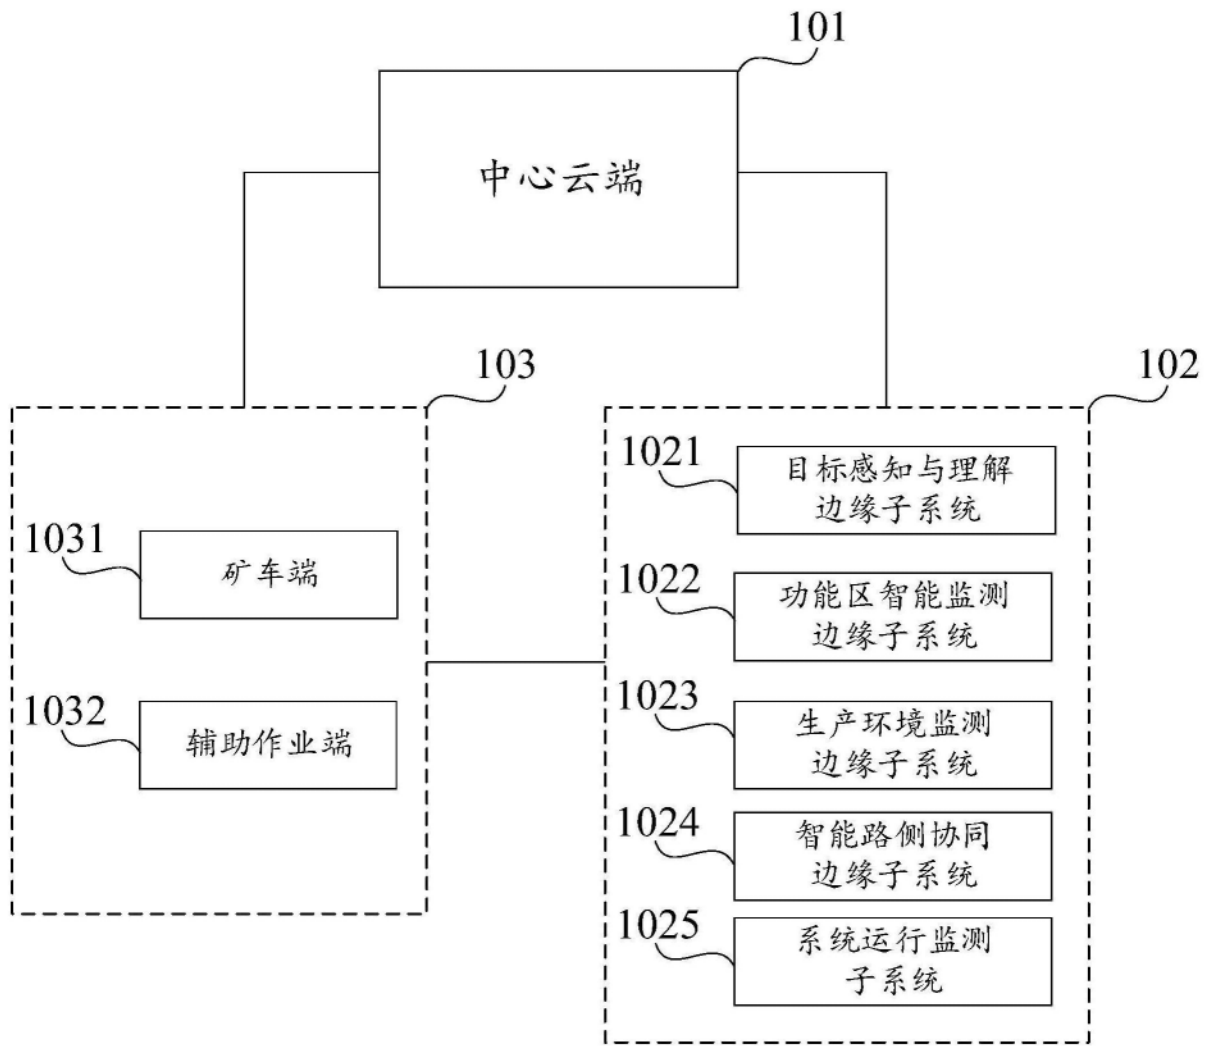 101
中心云端
103
102
1031
矿车端
1032
辅助作业端
1021
目标感知与理解
边缘子系统
1022
功能区智能监测
边缘子系统
1023
生产环境监测
边缘子系统
1024
智能路侧协同
边缘子系统
1025
系统运行监测
子系统